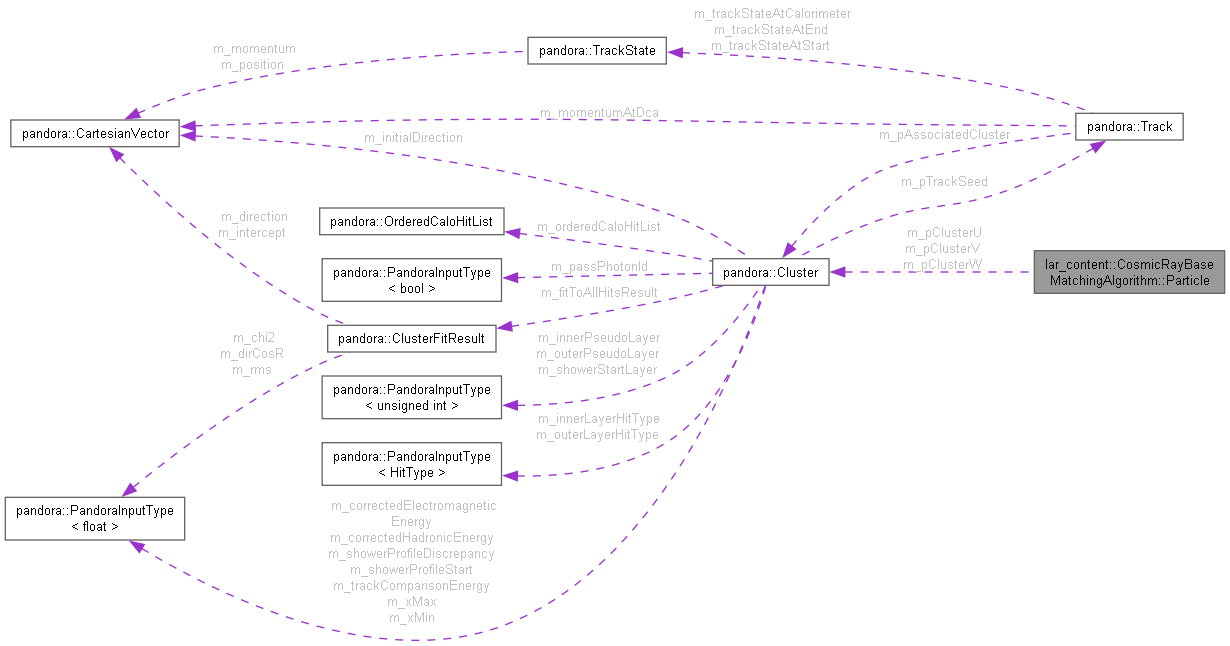 m_trackStateAtCalorimeter
m_trackStateAtEnd
m_trackStateAtStart
m_momentum
m_position
pandora::TrackState
m_momentumAtDca
pandora::Track
pandora::CartesianVector
m_initialDirection
m_pAssociatedCluster
m_pTrackSeed
m_direction
m_intercept
pandora::OrderedCaloHitList
m_orderedCaloHitList
m_pClusterU
m_pClusterV
m_pClusterW
pandora::PandoraInputType
< bool >
m_passPhotonId
pandora::Cluster
lar_content::CosmicRayBase
MatchingAlgorithm::Particle
m_fitToAllHitsResult
pandora::ClusterFitResult
m_chi2
m_dirCosR
m_rms
m_innerPseudoLayer
m_outerPseudoLayer
m_showerStartLayer
pandora::PandoraInputType
< unsigned int >
m_innerLayerHitType
m_outerLayerHitType
pandora::PandoraInputType
< HitType >
pandora::PandoraInputType
< float >
m_correctedElectromagnetic
Energy
m_correctedHadronicEnergy
m_showerProfileDiscrepancy
m_showerProfileStart
m_trackComparisonEnergy
m_xMax
m_xMin